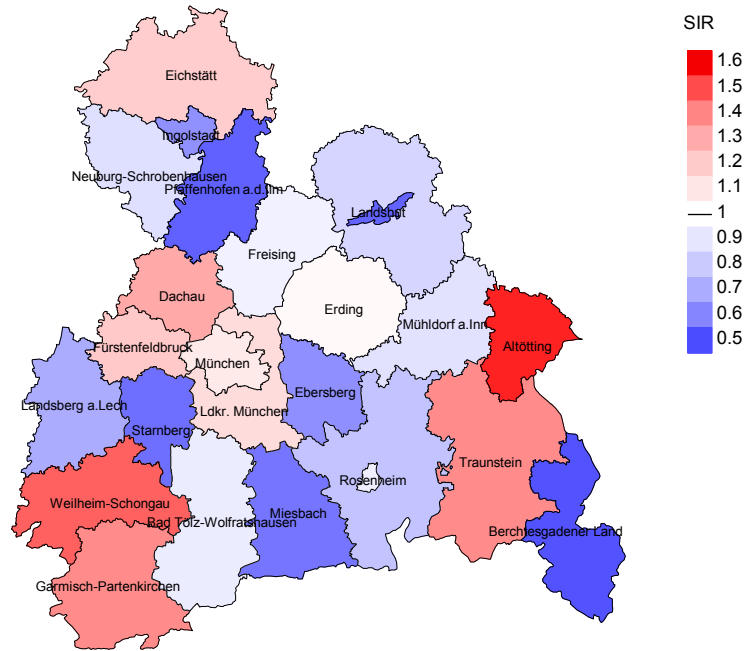 SIR
1.6
1.5
1.4
1.3
1.2
1.1
1
0.9
0.8
0.7
0.6
0.5
Eichstätt
Ingolstadt
Neuburg-Schrobenhausen
Pfaffenhofen a.d.Ilm
Landshut
Freising
Dachau
Erding
Mühldorf a.Inn
Altötting
Fürstenfeldbruck
München
Ebersberg
Landsberg a.Lech
Ldkr. München
Starnberg
Traunstein
Rosenheim
Weilheim-Schongau
Miesbach
Bad Tölz-Wolfratshausen
Berchtesgadener Land
Garmisch-Partenkirchen